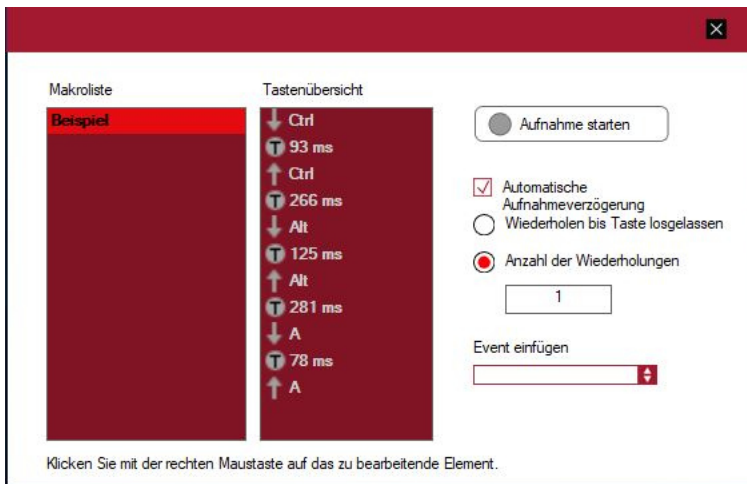 Makroliste
Beispiel
Tastenübersicht
Ctrl
T 93 ms
Ctrl
T 266 ms
Alt
T 125 ms
Alt
T 281 ms
A
T 78 ms
A
Aufnahme starten
Automatische
Aufnahmeverzögerung
Wiederholen bis Taste losgelassen
Anzahl der Wiederholungen
1
Event einfügen
Klicken Sie mit der rechten Maustaste auf das zu bearbeitende Element.